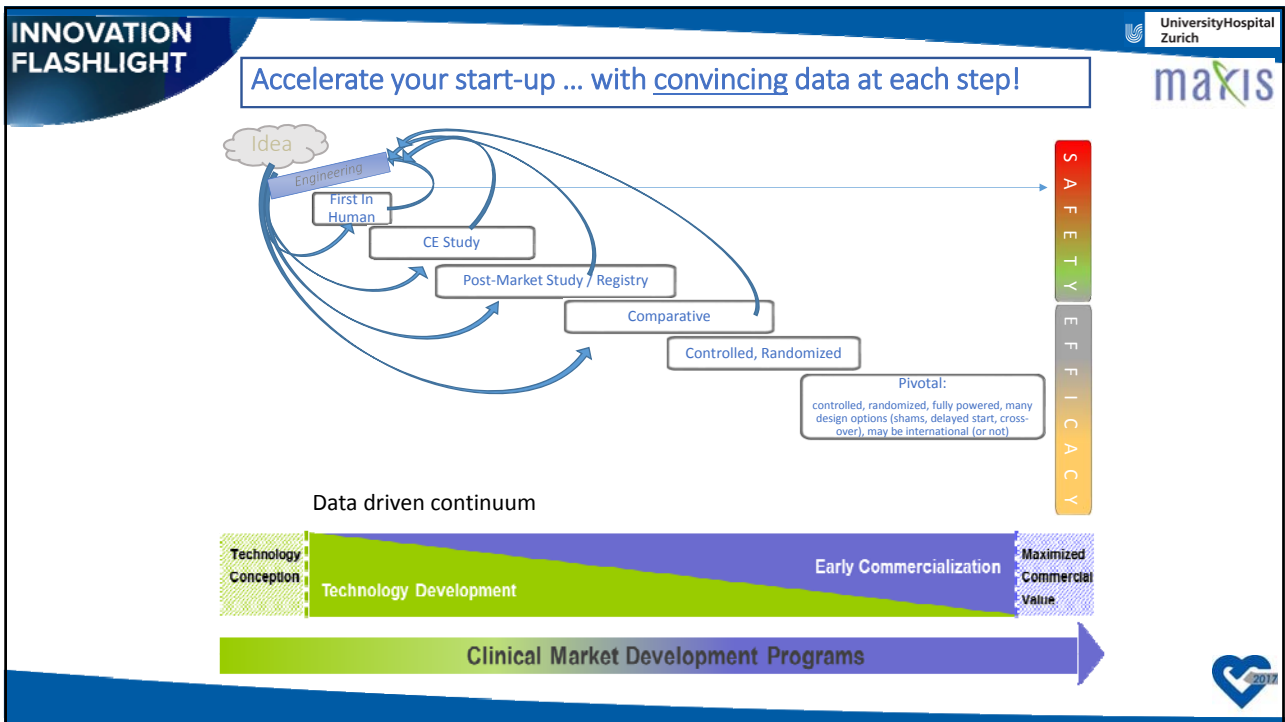 INNOVATION
FLASHLIGHT
UniversityHospital
Zurich
maxis
Accelerate your start-up ... with convincing data at each step!
Idea
Engineering
First In
Human
CE Study
Post-Market Study / Registry
Comparative
Controlled, Randomized
Pivotal:
controlled, randomized, fully powered, many
design options (shams, delayed start, cross-
over), may be international (or not)
SAFETY
EFFICACY
Data driven continuum
Technology
Conception
Technology Development
Early Commercialization
Maximized
Commercial
Value
Clinical Market Development Programs
2017